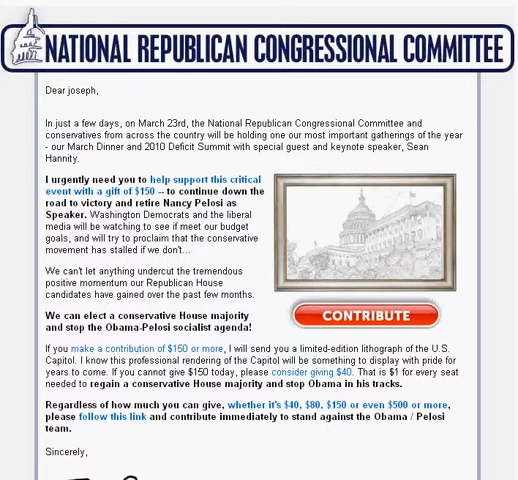 NATIONAL REPUBLICAN CONGRESSIONAL COMMITTEE
Dear joseph,
In just a few days, on March 23rd, the National Republican Congressional Committee and
conservatives from across the country will be holding one our most important gatherings of the year
- our March Dinner and 2010 Deficit Summit with special guest and keynote speaker, Sean
Hannity.
I urgently need you to help support this critical
event with a gift of $150 -- to continue down the
road to victory and retire Nancy Pelosi as
Speaker. Washington Democrats and the liberal
media will be watching to see if meet our budget
goals, and will try to proclaim that the conservative
movement has stalled if we don't...
We can't let anything undercut the tremendous
positive momentum our Republican House
candidates have gained over the past few months.
We can elect a conservative House majority
and stop the Obama-Pelosi socialist agenda!
CONTRIBUTE
If you make a contribution of $150 or more, I will send you a limited-edition lithograph of the U.S.
Capitol. I know this professional rendering of the Capitol will be something to display with pride for
years to come. If you cannot give $150 today, please consider giving $40. That is $1 for every seat
needed to regain a conservative House majority and stop Obama in his tracks.
Regardless of how much you can give, whether it's $40, $80, $150 or even $500 or more,
please follow this link and contribute immediately to stand against the Obama / Pelosi
team.
Sincerely,